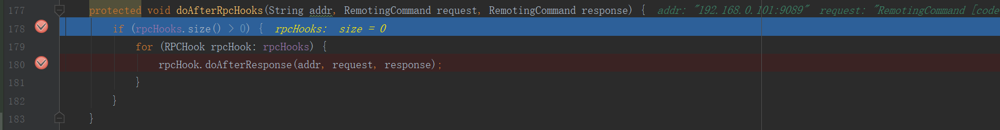 177 protected void doAfterRpcHooks(String addr, RemotingCommand request, RemotingCommand response) { addr: "192.168.0.101:9089" request: "RemotingCommand [code
178 if (rpcHooks.size() > 0) { rpcHooks: size = 0
179 for (RPCHook rpcHook: rpcHooks) {
180 rpcHook.doAfterResponse(addr, request, response);
181 }
182 }
183 }